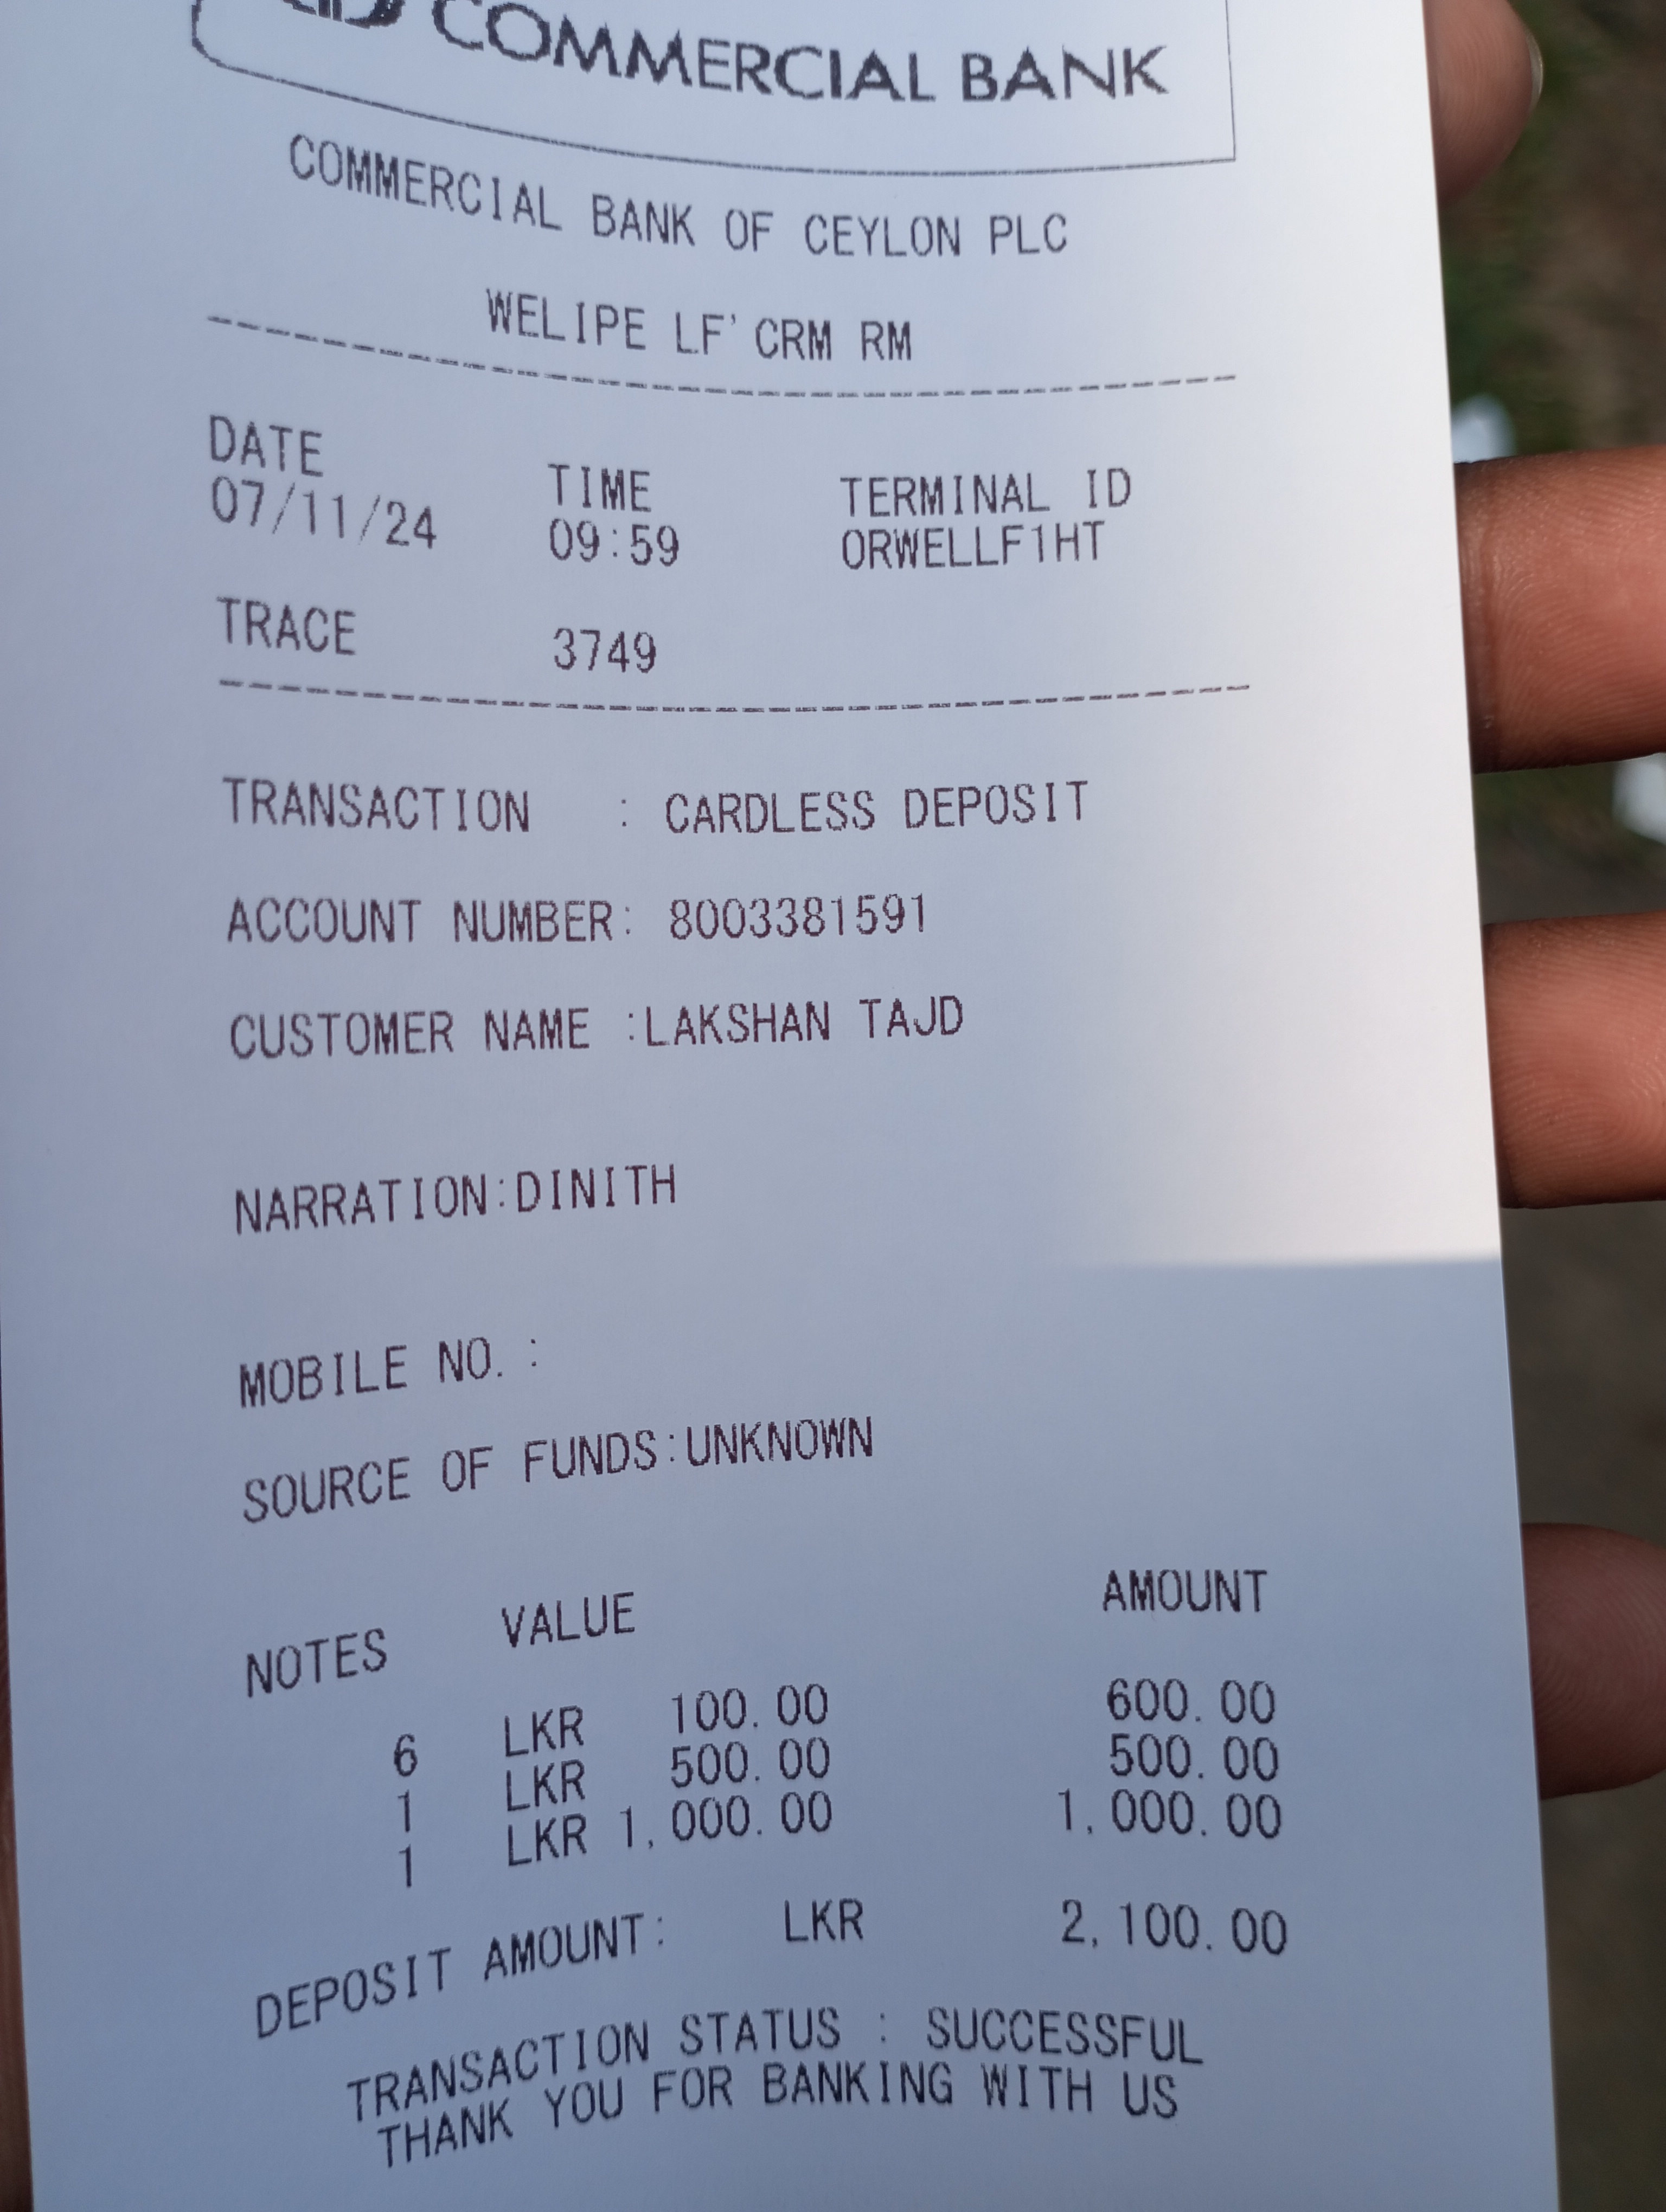 COMMERCIAL BANK
COMMERCIAL BANK OF CEYLON PLC
WELIPE LF' CRM RM
DATE TIME TERMINAL ID
07/11/24 09:59 ORWELLF1HT
TRACE 3749
TRANSACTION : CARDLESS DEPOSIT
ACCOUNT NUMBER: 8003381591
CUSTOMER NAME :LAKSHAN TAJD
NARRATION:DINITH
MOBILE NO. :
SOURCE OF FUNDS:UNKNOWN
NOTES VALUE AMOUNT
6 LKR 100.00 600.00
1 LKR 500.00 500.00
1 LKR 1,000.00 1,000.00
DEPOSIT AMOUNT: LKR 2,100.00
TRANSACTION STATUS : SUCCESSFUL
THANK YOU FOR BANKING WITH US